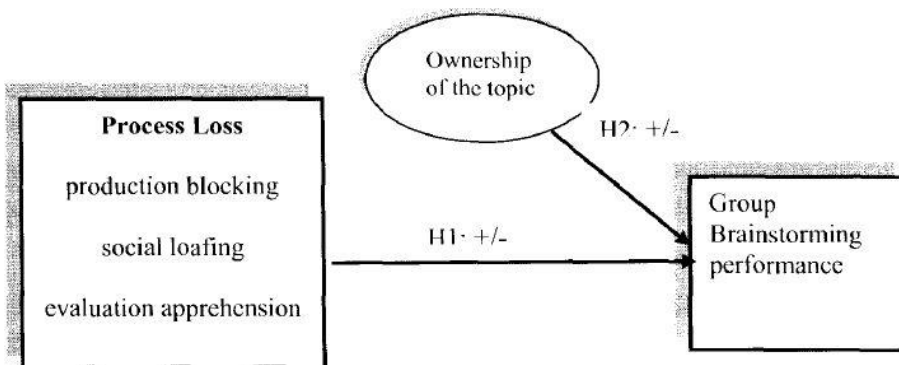 Ownership
of the topic
Process Loss
H2: +/-
production blocking
Group
Brainstorming
performance
H1: +/-
social loafing
evaluation apprehension